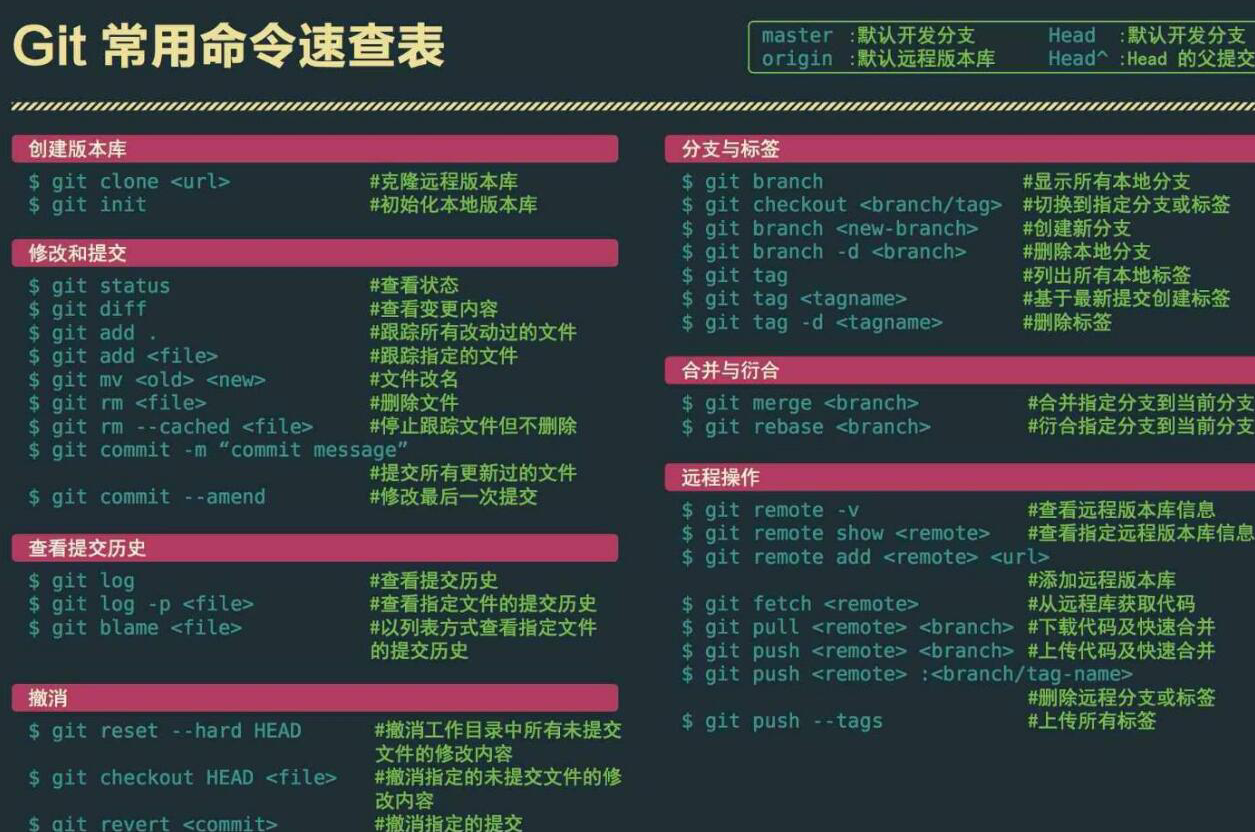 Git 常用命令速查表
master :默认开发分支 Head :默认开发分支
origin :默认远程版本库 Head^ :Head 的父提交
创建版本库
$ git clone <url> #克隆远程版本库
$ git init #初始化本地版本库
修改和提交
$ git status #查看状态
$ git diff #查看变更内容
$ git add . #跟踪所有改动过的文件
$ git add <file> #跟踪指定的文件
$ git mv <old> <new> #文件改名
$ git rm <file> #删除文件
$ git rm --cached <file> #停止跟踪文件但不删除
$ git commit -m “commit message”
#提交所有更新过的文件
$ git commit --amend #修改最后一次提交
查看提交历史
$ git log #查看提交历史
$ git log -p <file> #查看指定文件的提交历史
$ git blame <file> #以列表方式查看指定文件
的提交历史
撤消
$ git reset --hard HEAD #撤消工作目录中所有未提交
文件的修改内容
$ git checkout HEAD <file> #撤消指定的未提交文件的修
改内容
$ git revert <commit> #撤消指定的提交
分支与标签
$ git branch #显示所有本地分支
$ git checkout <branch/tag> #切换到指定分支或标签
$ git branch <new-branch> #创建新分支
$ git branch -d <branch> #删除本地分支
$ git tag #列出所有本地标签
$ git tag <tagname> #基于最新提交创建标签
$ git tag -d <tagname> #删除标签
合并与衍合
$ git merge <branch> #合并指定分支到当前分支
$ git rebase <branch> #衍合指定分支到当前分支
远程操作
$ git remote -v #查看远程版本库信息
$ git remote show <remote> #查看指定远程版本库信息
$ git remote add <remote> <url>
#添加远程版本库
$ git fetch <remote> #从远程库获取代码
$ git pull <remote> <branch> #下载代码及快速合并
$ git push <remote> <branch> #上传代码及快速合并
$ git push <remote> :<branch/tag-name>
#删除远程分支或标签
$ git push --tags #上传所有标签